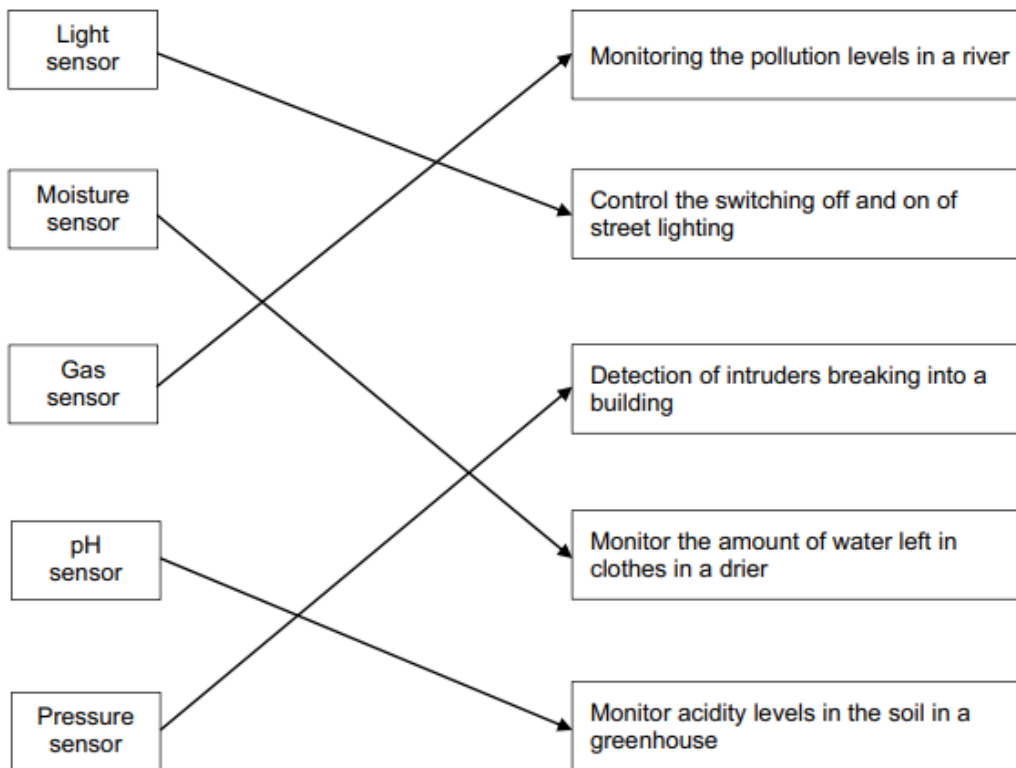 Light
sensor
Monitoring the pollution levels in a river
Moisture
sensor
Control the switching off and on of
street lighting
Gas
sensor
Detection of intruders breaking into a
building
pH
sensor
Monitor the amount of water left in
clothes in a drier
Pressure
sensor
Monitor acidity levels in the soil in a
greenhouse